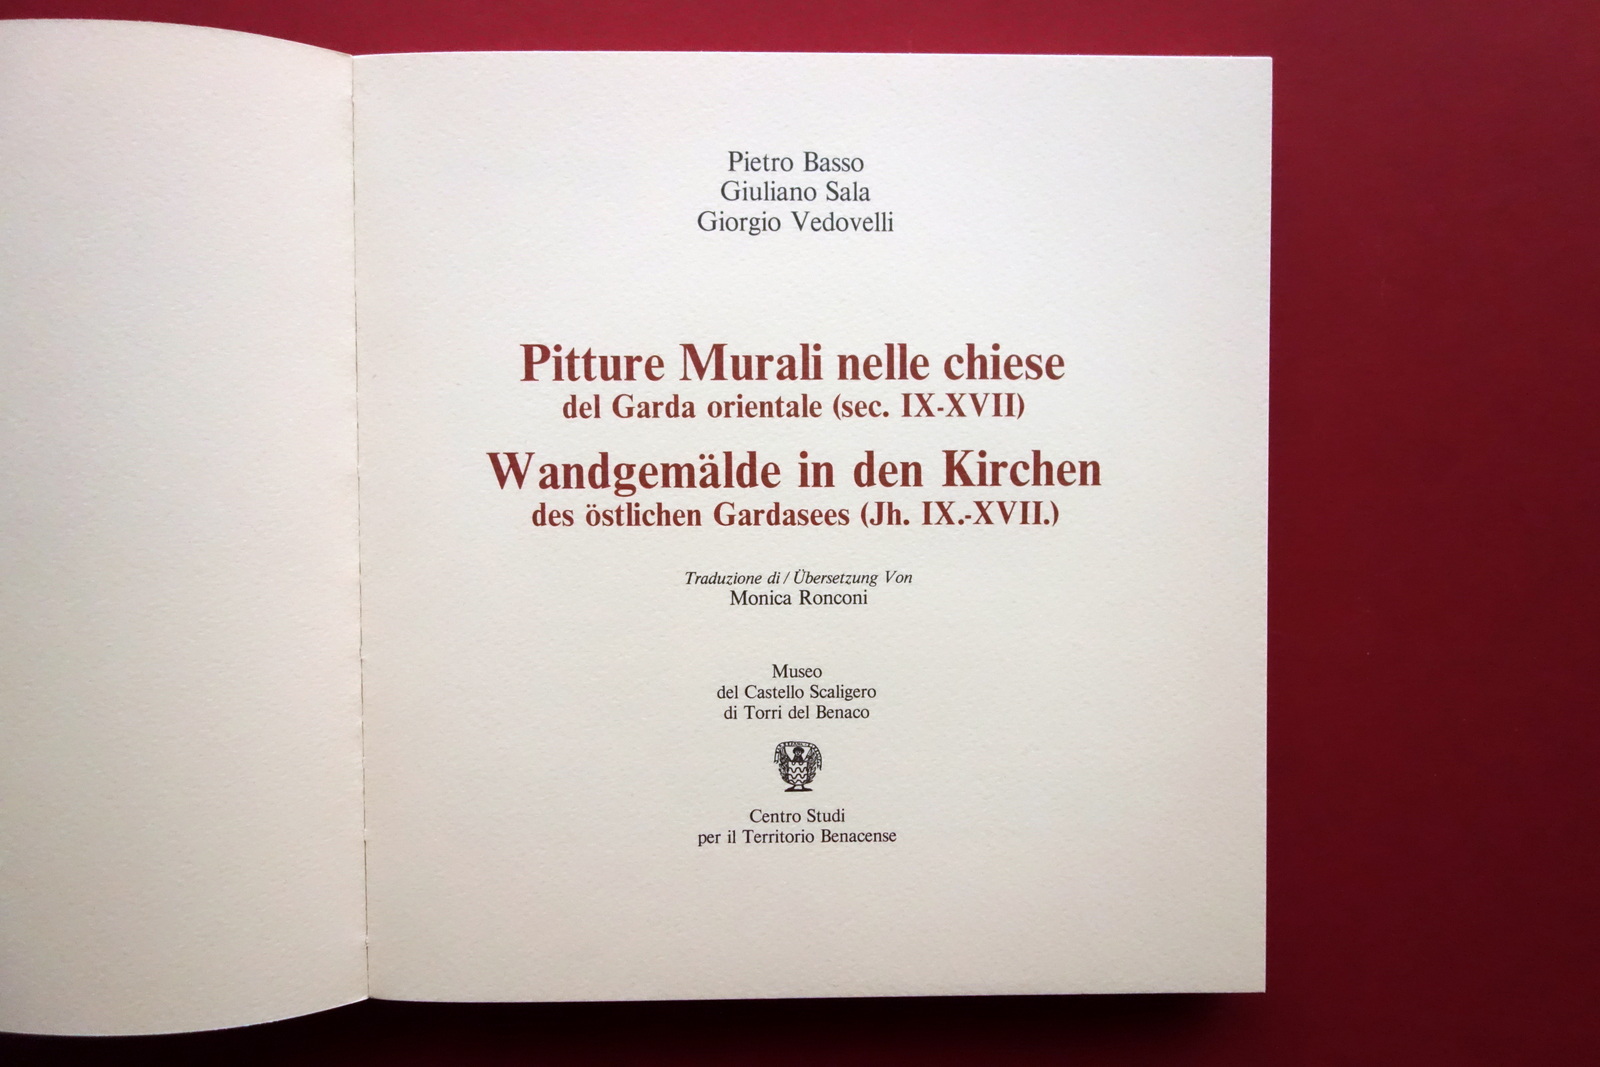 Pietro Basso
Giuliano Sala
Giorgio Vedovelli
Pitture Murali nelle chiese
del Garda orientale (sec. IX-XVII)
Wandgemälde in den Kirchen
des östlichen Gardasees (Jh. IX.-XVII.)
Traduzione di / Übersetzung Von
Monica Ronconi
Museo
del Castello Scaligero
di Torri del Benaco
Centro Studi
per il Territorio Benacense